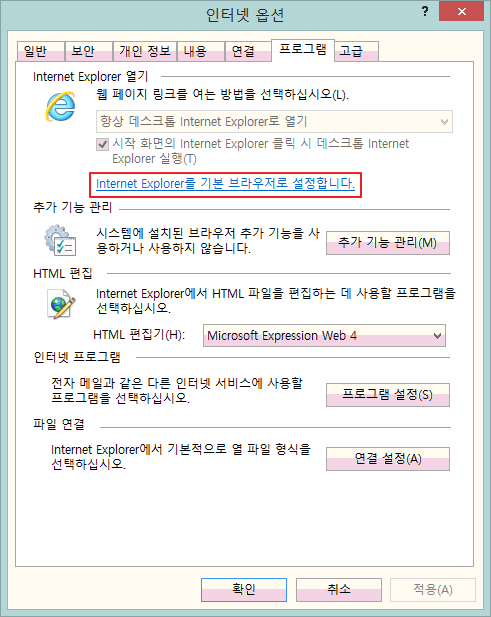 인터넷 옵션
? ×
일반 보안 개인 정보 내용 연결 프로그램 고급
Internet Explorer 열기
웹 페이지 링크를 여는 방법을 선택하십시오(L).
항상 데스크톱 Internet Explorer로 열기
시작 화면의 Internet Explorer 클릭 시 데스크톱 Internet
Explorer 실행(T)
Internet Explorer를 기본 브라우저로 설정합니다.
추가 기능 관리
시스템에 설치된 브라우저 추가 기능을 사
용하거나 사용하지 않습니다.
추가 기능 관리(M)
HTML 편집
Internet Explorer에서 HTML 파일을 편집하는 데 사용할 프로그램을
선택하십시오.
HTML 편집기(H):
Microsoft Expression Web 4
인터넷 프로그램
전자 메일과 같은 다른 인터넷 서비스에 사용할
프로그램을 선택하십시오.
프로그램 설정(S)
파일 연결
Internet Explorer에서 기본적으로 열 파일 형식을
선택하십시오.
연결 설정(A)
확인 취소 적용(A)